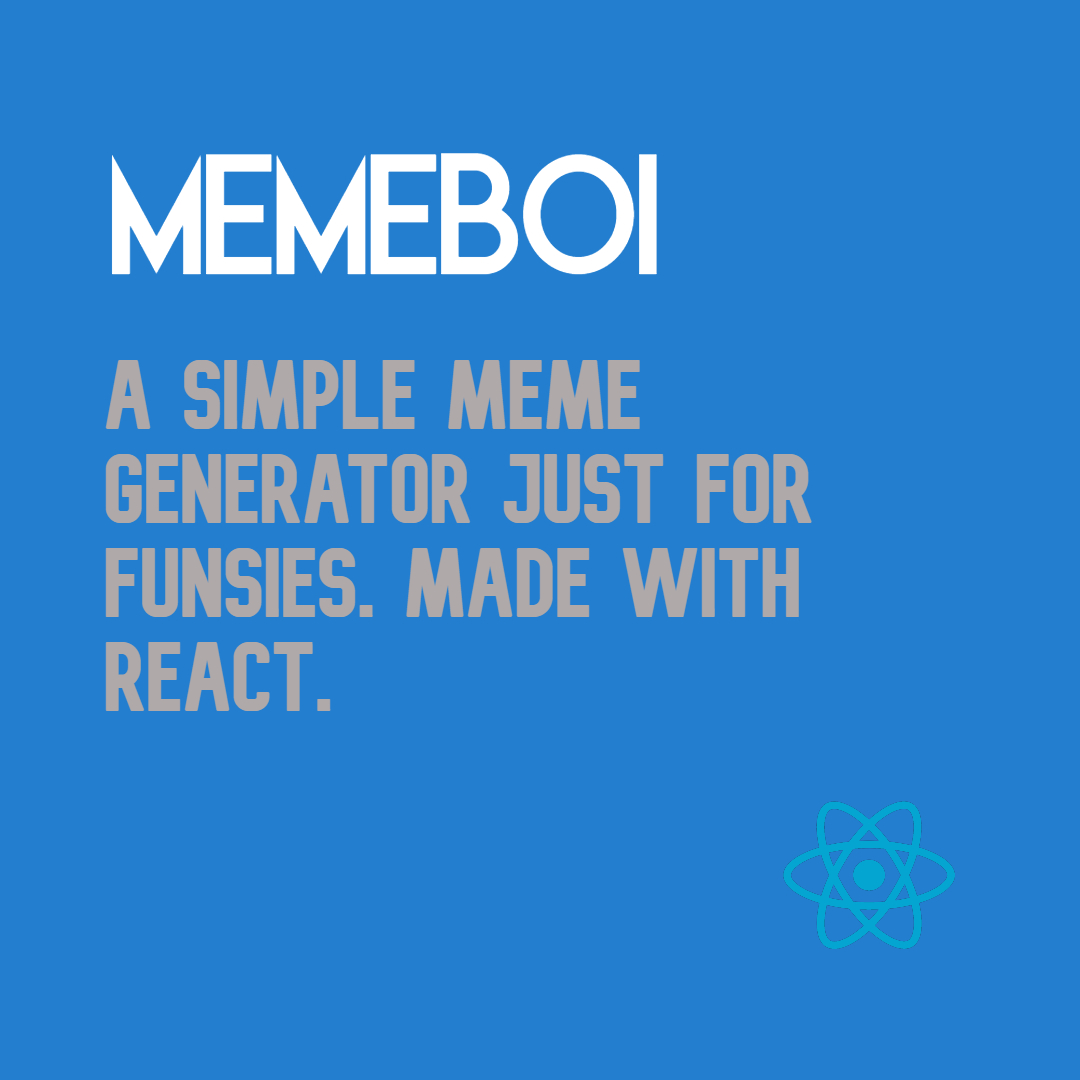 MEMEBOI
A SIMPLE MEME
GENERATOR JUST FOR
FUNSIES. MADE WITH
REACT.